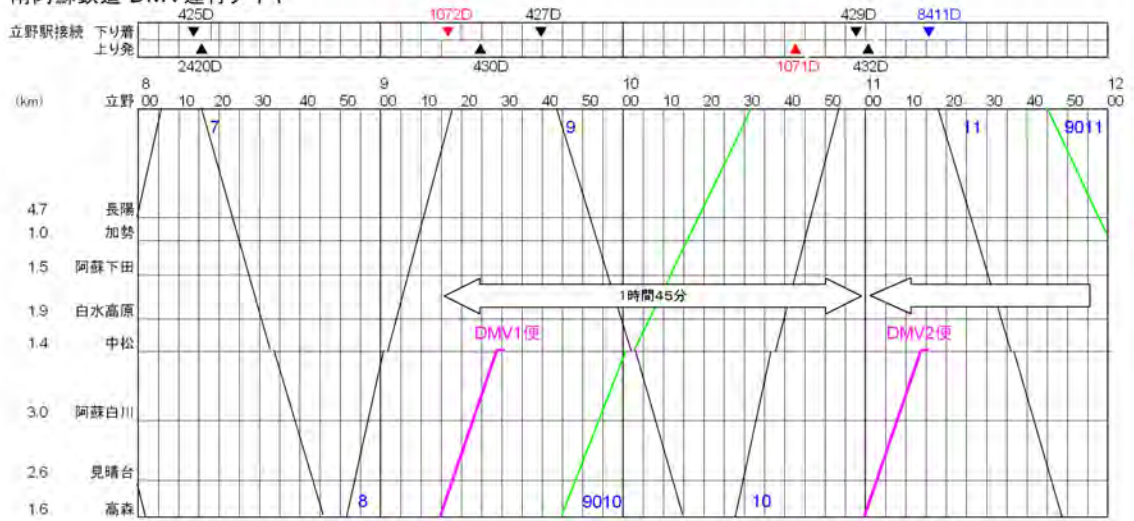 425D 1072D 427D 429D 8411D
立野駅接続 下り着
上り発
2420D 430D 1071D 432D
8 9 10 11 12
(km) 立野 00 10 20 30 40 50 00 10 20 30 40 50 00 10 20 30 40 50 00 10 20 30 40 50 00
7 9 11 9011
4.7 長陽
1.0 加勢
1.5 阿蘇下田
1時間45分
1.9 白水高原
DMV1便 DMV2便
1.4 中松
3.0 阿蘇白川
2.6 見晴台
8 9010 10
1.6 高森